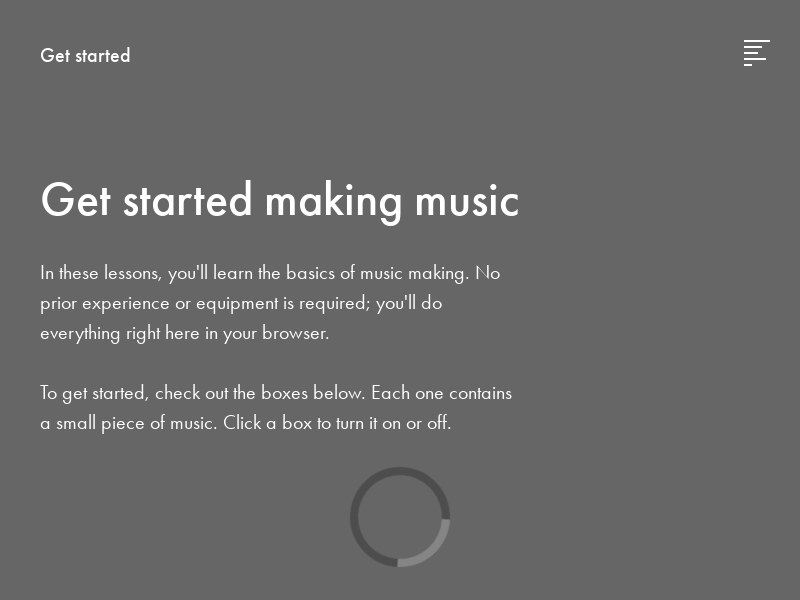 Get started
Get started making music
In these lessons, you'll learn the basics of music making. No
prior experience or equipment is required; you'll do
everything right here in your browser.
To get started, check out the boxes below. Each one contains
a small piece of music. Click a box to turn it on or off.